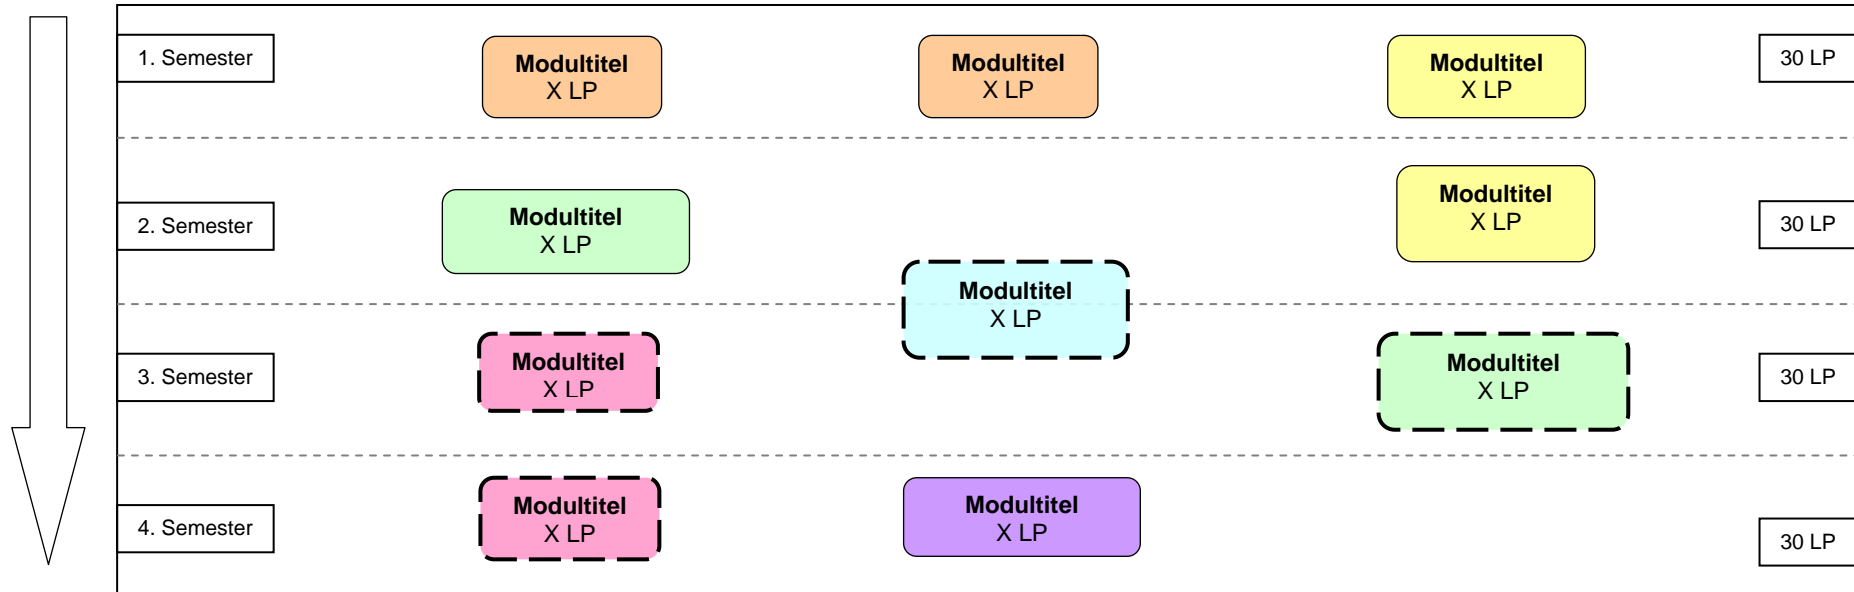 1. Semester
Modultitel
X LP
Modultitel
X LP
Modultitel
X LP
30 LP
2. Semester
Modultitel
X LP
Modultitel
X LP
30 LP
Modultitel
X LP
3. Semester
Modultitel
X LP
Modultitel
X LP
30 LP
4. Semester
Modultitel
X LP
Modultitel
X LP
30 LP